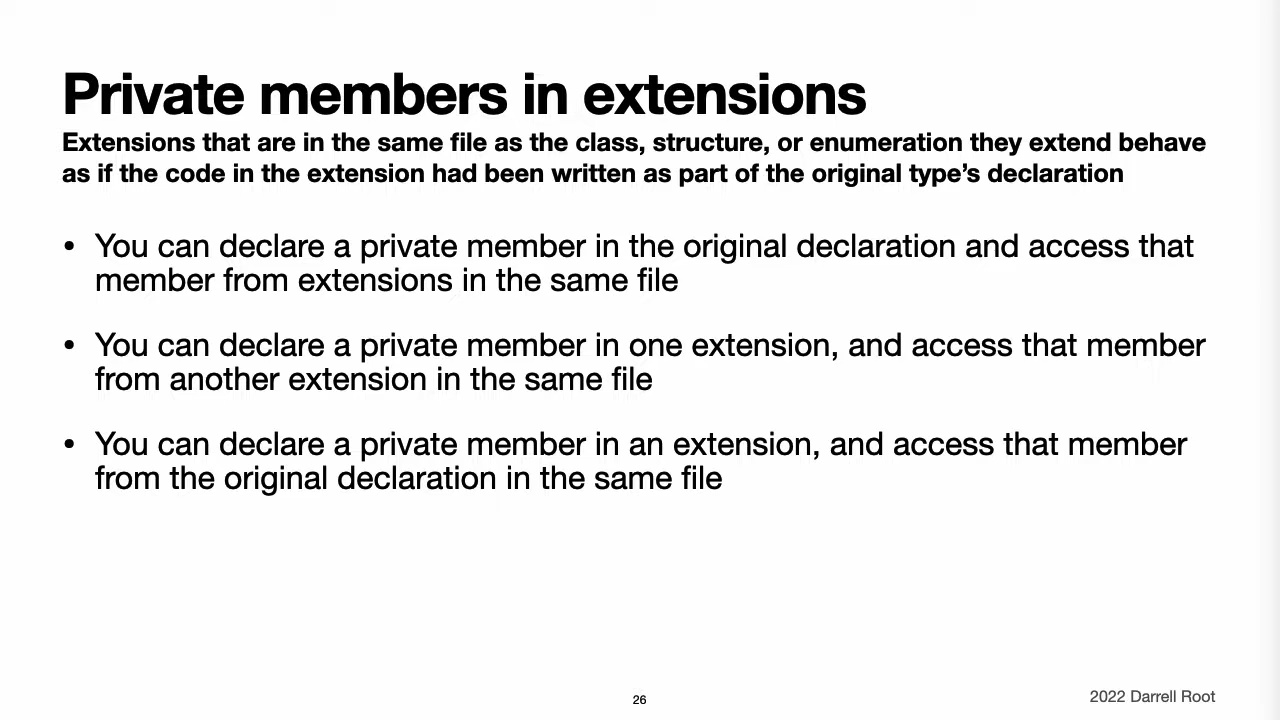 Private members in extensions
Extensions that are in the same file as the class, structure, or enumeration they extend behave
as if the code in the extension had been written as part of the original type’s declaration
• You can declare a private member in the original declaration and access that
member from extensions in the same file
• You can declare a private member in one extension, and access that member
from another extension in the same file
• You can declare a private member in an extension, and access that member
from the original declaration in the same file
26
2022 Darrell Root